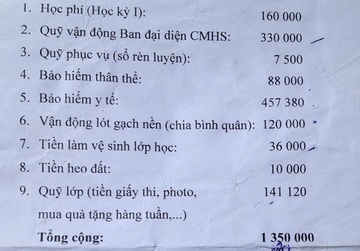 1. Học phí (Học kỳ I): 160 000
2. Quỹ vận động Ban đại diện CMHS: 330 000
3. Quỹ phục vụ (sổ rèn luyện): 7 500
4. Bảo hiểm thân thể: 88 000
5. Bảo hiểm y tế: 457 380
6. Vận động lót gạch nền (chia bình quân): 120 000
7. Tiền làm vệ sinh lớp học: 36 000
8. Tiền heo đất: 10 000
9. Quỹ lớp (tiền giấy thi, photo, 141 120
mua quà tặng hàng tuần,...)
Tổng cộng: 1 350 000